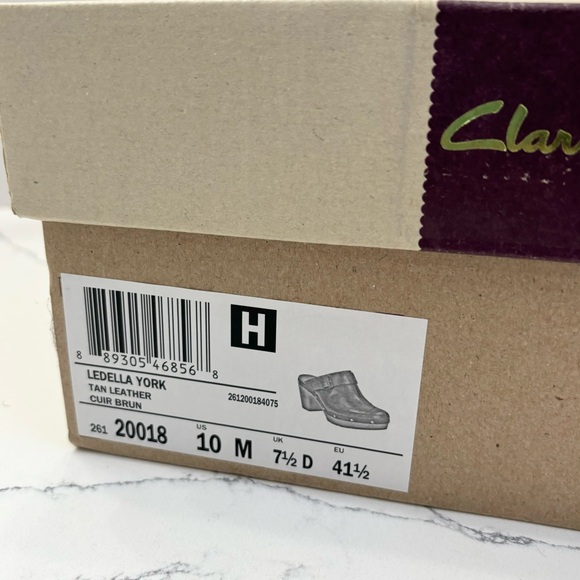 Clar
H
8 89305 46856 8
LEDELLA YORK
TAN LEATHER
CUIR BRUN
261200184075
261 20018 US 10 M UK 7½ D EU 41½